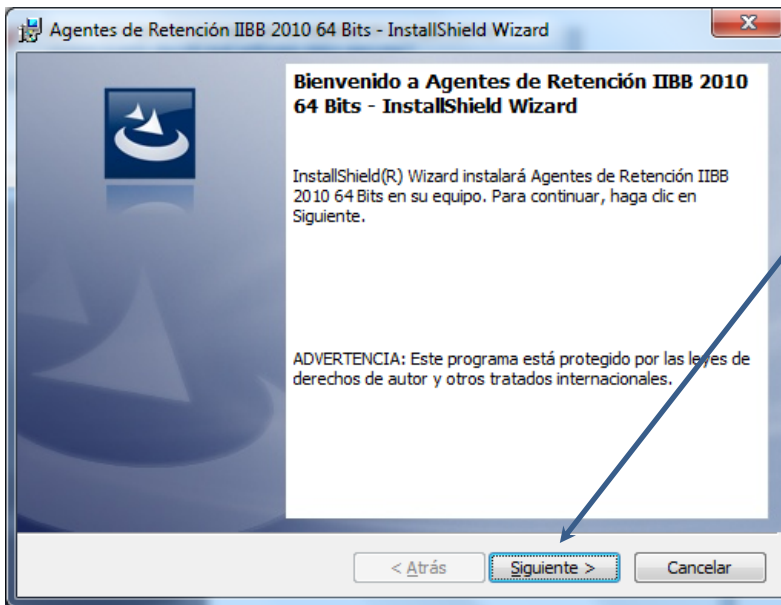 Agentes de Retención IIBB 2010 64 Bits - InstallShield Wizard
Bienvenido a Agentes de Retención IIBB 2010
64 Bits - InstallShield Wizard
InstallShield(R) Wizard instalará Agentes de Retención IIBB
2010 64 Bits en su equipo. Para continuar, haga clic en
Siguiente.
ADVERTENCIA: Este programa está protegido por las leyes de
derechos de autor y otros tratados internacionales.
< Atrás
Siguiente >
Cancelar